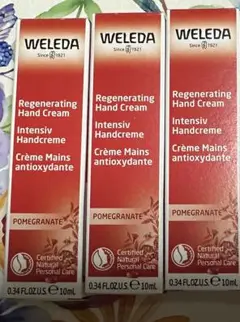 WELEDA
Since 1921
Regenerating
Hand Cream
Intensiv
Handcreme
Crème Mains
antioxydante
POMEGRANATE
Certified
Natural
Personal Care
0.34 FL.OZ.U.S. ℮ 10mL
WELEDA
Since 1921
Regenerating
Hand Cream
Intensiv
Handcreme
Crème Mains
antioxydante
POMEGRANATE
Certified
Natural
Personal Care
0.34 FL.OZ.U.S. ℮ 10mL
WELEDA
Since 1921
Regenerating
Hand Cream
Intensiv
Handcreme
Crème Mains
antioxydante
POMEGRANATE
Certified
Natural
Personal Care
0.34 FL.OZ.U.S. ℮ 10mL